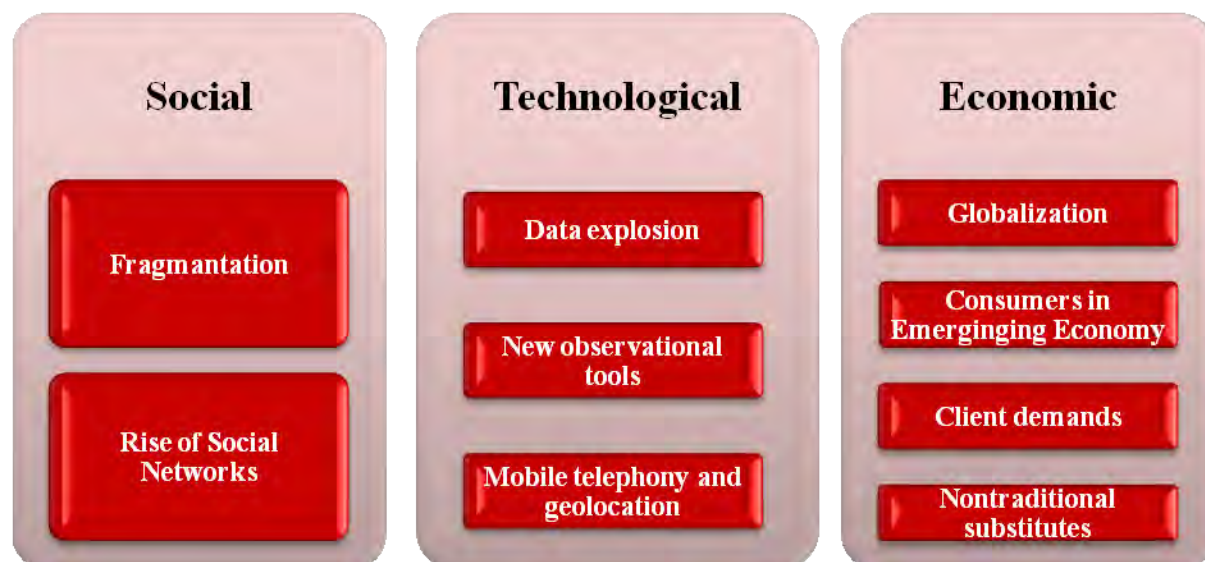 Social
Fragmantation
Rise of Social
Networks
Technological
Data explosion
New observational
tools
Mobile telephony and
geolocation
Economic
Globalization
Consumers in
Emerginging Economy
Client demands
Nontraditional
substitutes